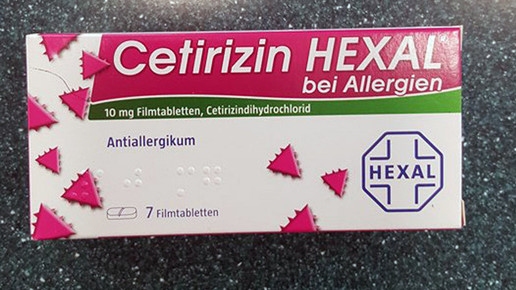 Cetirizin HEXAL®
bei Allergien
10 mg Filmtabletten, Cetirizindihydrochlorid
Antiallergikum
HEXAL
7 Filmtabletten